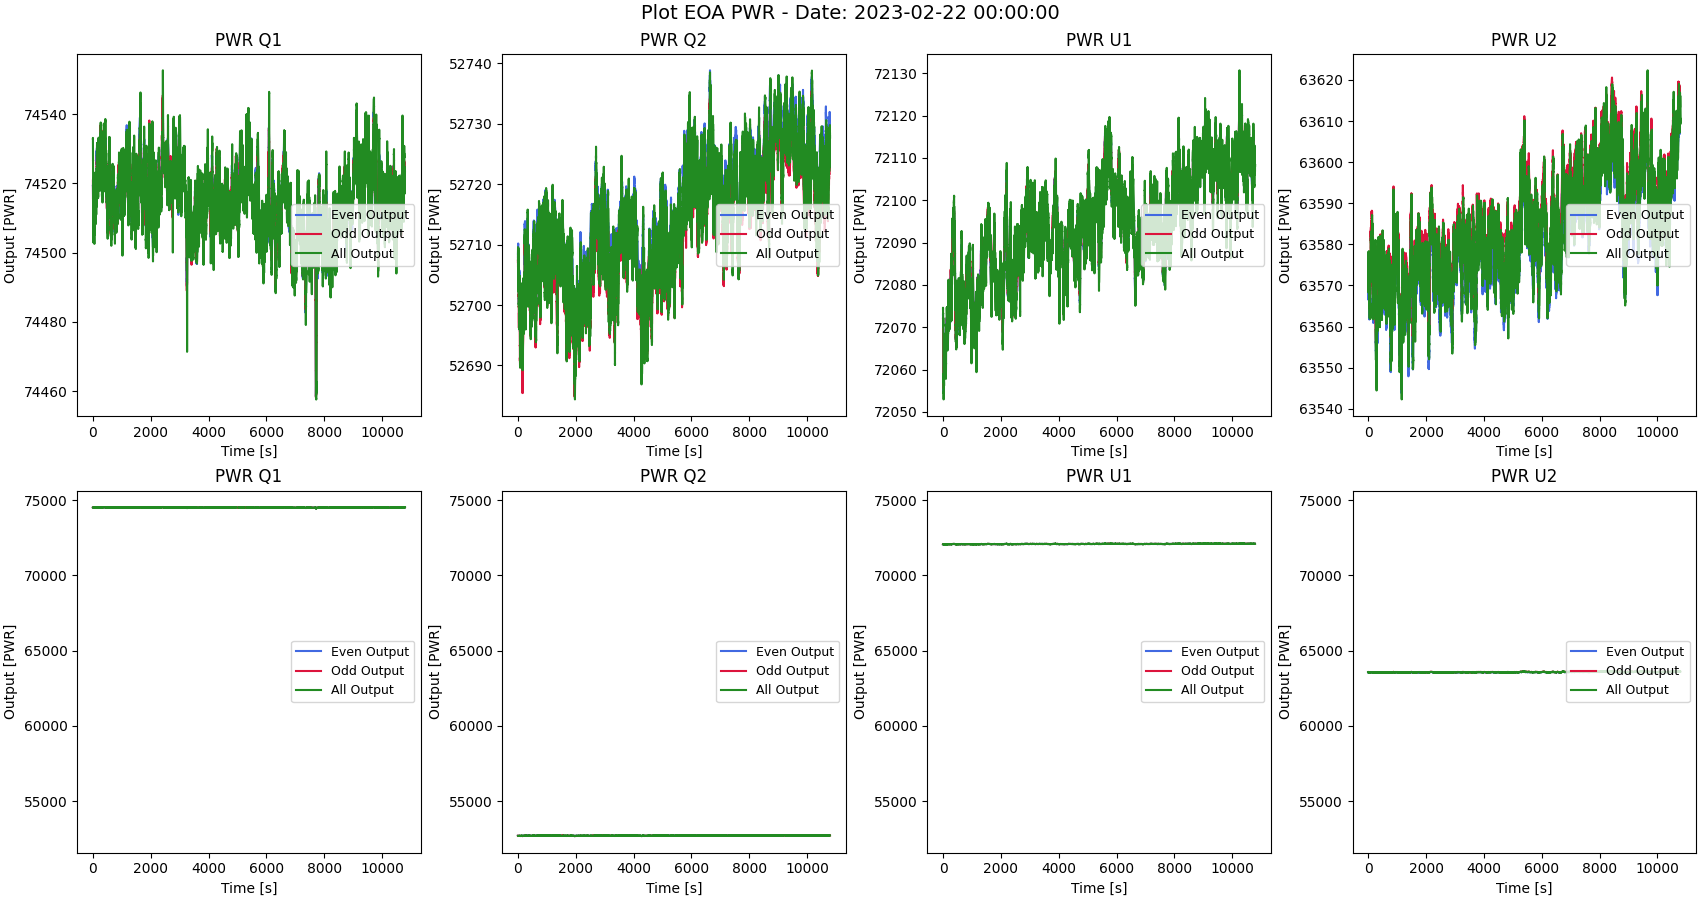 Plot EOA PWR - Date: 2023-02-22 00:00:00
PWR Q1
Output [PWR]
74540
74520
74500
74480
74460
Even Output
Odd Output
All Output
0 2000 4000 6000 8000 10000
Time [s]
PWR Q2
Output [PWR]
52740
52730
52720
52710
52700
52690
Even Output
Odd Output
All Output
0 2000 4000 6000 8000 10000
Time [s]
PWR U1
Output [PWR]
72130
72120
72110
72100
72090
72080
72070
72060
72050
Even Output
Odd Output
All Output
0 2000 4000 6000 8000 10000
Time [s]
PWR U2
Output [PWR]
63620
63610
63600
63590
63580
63570
63560
63550
63540
Even Output
Odd Output
All Output
0 2000 4000 6000 8000 10000
Time [s]
PWR Q1
Output [PWR]
75000
70000
65000
60000
55000
Even Output
Odd Output
All Output
0 2000 4000 6000 8000 10000
Time [s]
PWR Q2
Output [PWR]
75000
70000
65000
60000
55000
Even Output
Odd Output
All Output
0 2000 4000 6000 8000 10000
Time [s]
PWR U1
Output [PWR]
75000
70000
65000
60000
55000
Even Output
Odd Output
All Output
0 2000 4000 6000 8000 10000
Time [s]
PWR U2
Output [PWR]
75000
70000
65000
60000
55000
Even Output
Odd Output
All Output
0 2000 4000 6000 8000 10000
Time [s]